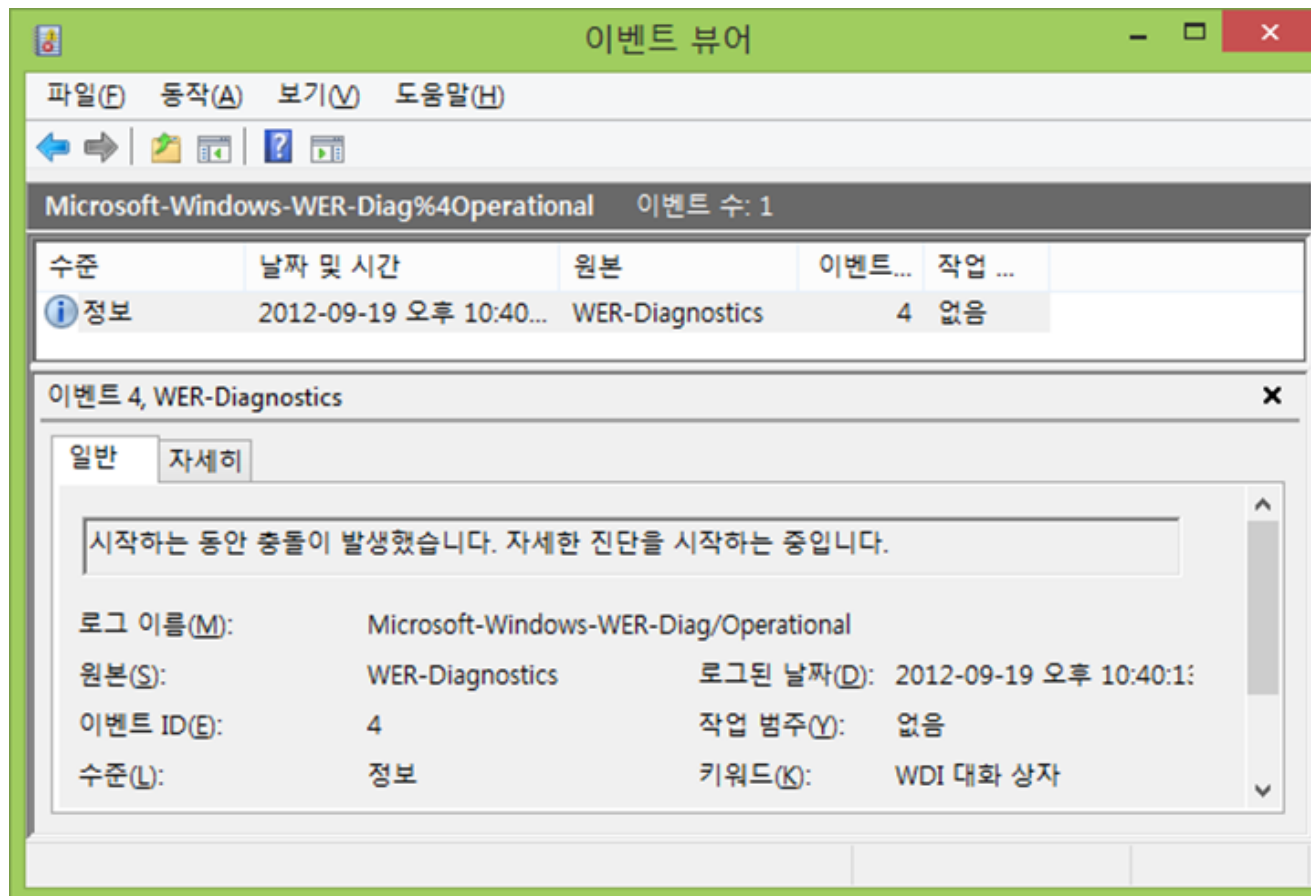 이벤트 뷰어
파일(F) 동작(A) 보기(V) 도움말(H)
Microsoft-Windows-WER-Diag%4Operational 이벤트 수: 1
수준 날짜 및 시간 원본 이벤트... 작업 ...
정보 2012-09-19 오후 10:40... WER-Diagnostics 4 없음
이벤트 4, WER-Diagnostics
일반 자세히
시작하는 동안 충돌이 발생했습니다. 자세한 진단을 시작하는 중입니다.
로그 이름(M): Microsoft-Windows-WER-Diag/Operational
원본(S): WER-Diagnostics 로그된 날짜(D): 2012-09-19 오후 10:40:1
이벤트 ID(E): 4 작업 범주(Y): 없음
수준(L): 정보 키워드(K): WDI 대화 상자